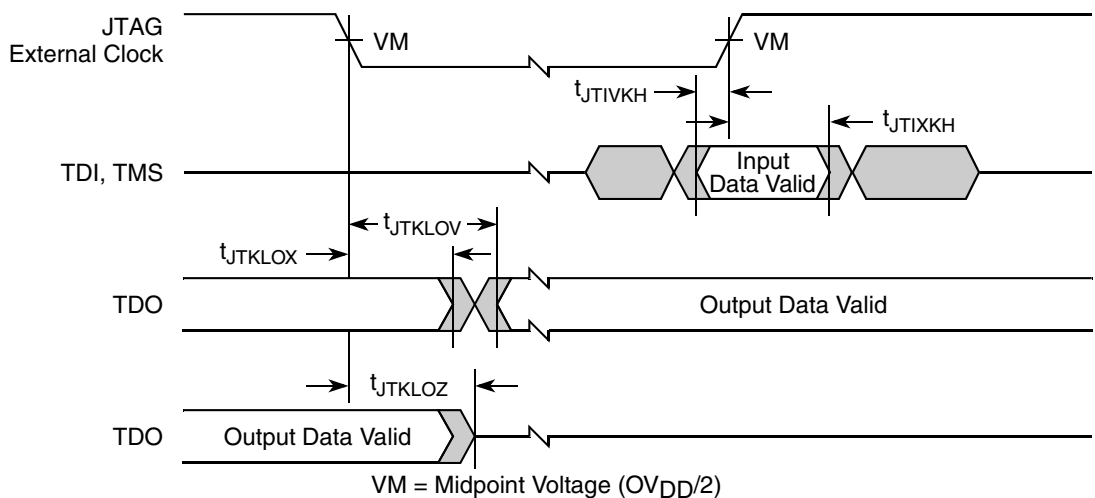 JTAG
External Clock
VM
VM
tJTIVKH
tJTIXKH
TDI, TMS
Input
Data Valid
tJTKLOV
tJTKLOX
TDO
Output Data Valid
tJTKLOZ
TDO
Output Data Valid
VM = Midpoint Voltage (OVDD/2)